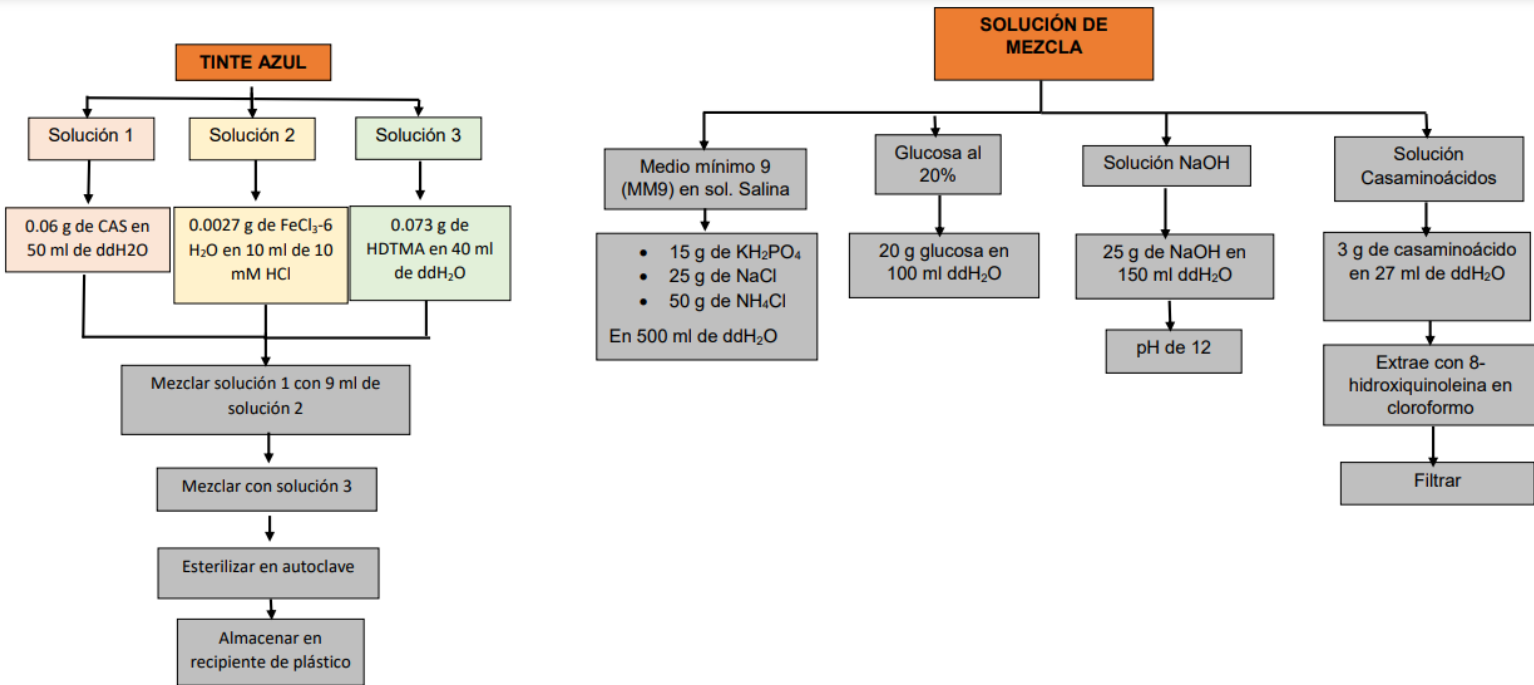 TINTE AZUL
Solución 1
Solución 2
Solución 3
0.06 g de CAS en
50 ml de ddH2O
0.0027 g de FeCl₃-6
H₂O en 10 ml de 10
mM HCl
0.073 g de
HDTMA en 40 ml
de ddH₂O
Mezclar solución 1 con 9 ml de
solución 2
Mezclar con solución 3
Esterilizar en autoclave
Almacenar en
recipiente de plástico
SOLUCIÓN DE
MEZCLA
Medio mínimo 9
(MM9) en sol. Salina
• 15 g de KH₂PO₄
• 25 g de NaCl
• 50 g de NH₄Cl
En 500 ml de ddH₂O
Glucosa al
20%
20 g glucosa en
100 ml ddH₂O
Solución NaOH
25 g de NaOH en
150 ml ddH₂O
pH de 12
Solución
Casaminoácidos
3 g de casaminoácido
en 27 ml de ddH₂O
Extrae con 8-
hidroxiquinoleina en
cloroformo
Filtrar